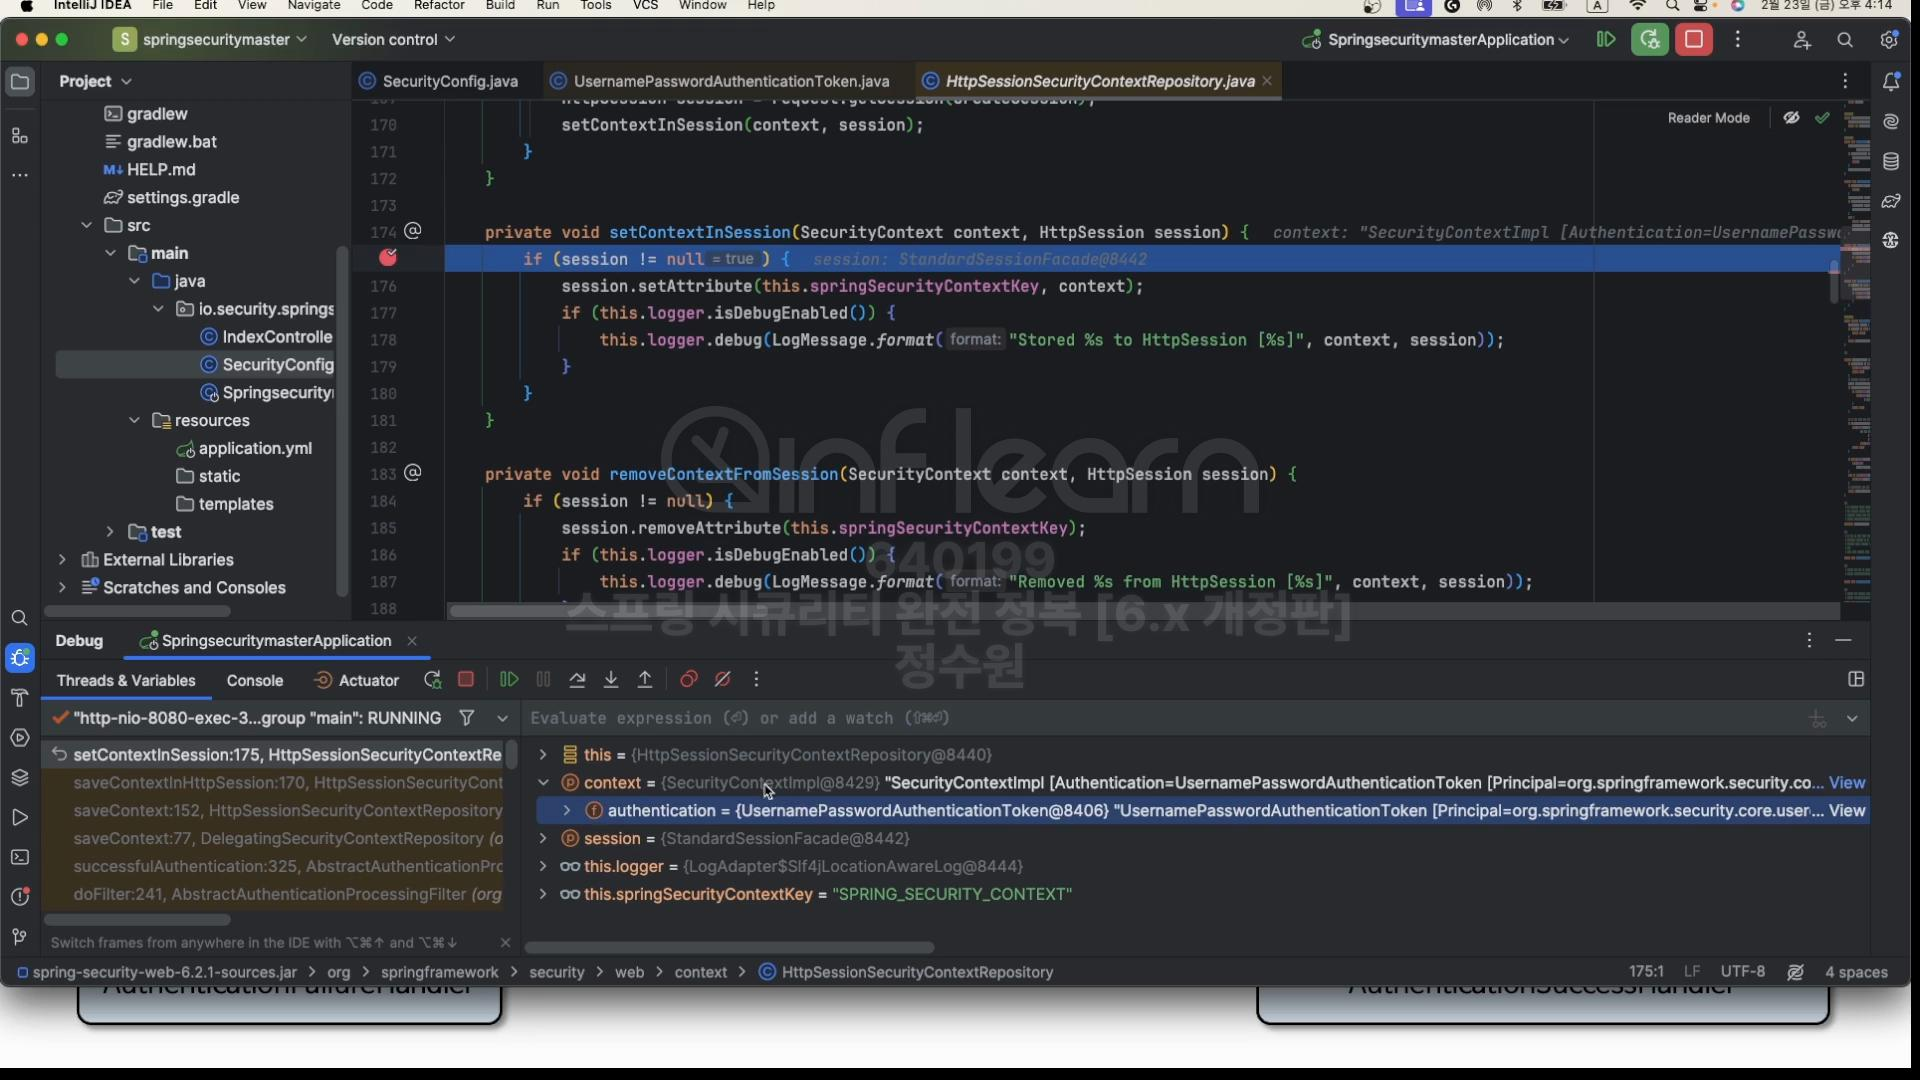 IntelliJ IDEA File Edit View Navigate Code Refactor Build Run Tools VCS Window Help A 2월 23일 (금) 오후 4:14
S springsecuritymaster Version control SpringsecuritymasterApplication
Project SecurityConfig.java UsernamePasswordAuthenticationToken.java HttpSessionSecurityContextRepository.java
Reader Mode
gradlew
gradlew.bat
M↓ HELP.md
settings.gradle
src
main
java
io.security.springs
IndexControlle
SecurityConfig
Springsecurity
resources
application.yml
static
templates
test
External Libraries
Scratches and Consoles
170 setContextInSession(context, session);
171 }
172 }
173
174 @ private void setContextInSession(SecurityContext context, HttpSession session) { context: "SecurityContextImpl [Authentication=UsernamePassw
if (session != null = true ) { session: StandardSessionFacade@8442
176 session.setAttribute(this.springSecurityContextKey, context);
177 if (this.logger.isDebugEnabled()) {
178 this.logger.debug(LogMessage.format( format: "Stored %s to HttpSession [%s]", context, session));
179 }
180 }
181 }
182
183 @ private void removeContextFromSession(SecurityContext context, HttpSession session) {
184 if (session != null) {
185 session.removeAttribute(this.springSecurityContextKey);
186 if (this.logger.isDebugEnabled()) {
187 this.logger.debug(LogMessage.format( format: "Removed %s from HttpSession [%s]", context, session));
188
inflearn
640199
스프링 시큐리티 완전 정복 [6.x 개정판]
정수원
Debug SpringsecuritymasterApplication
Threads & Variables Console Actuator
"http-nio-8080-exec-3...group "main": RUNNING
setContextInSession:175, HttpSessionSecurityContextRe
saveContextInHttpSession:170, HttpSessionSecurityCont
saveContext:152, HttpSessionSecurityContextRepository
saveContext:77, DelegatingSecurityContextRepository (o
successfulAuthentication:325, AbstractAuthenticationPro
doFilter:241, AbstractAuthenticationProcessingFilter (org
Switch frames from anywhere in the IDE with ⌥⌘↑ and ⌥⌘↓
Evaluate expression (⏎) or add a watch (⇧⌘⏎)
this = {HttpSessionSecurityContextRepository@8440}
context = {SecurityContextImpl@8429} "SecurityContextImpl [Authentication=UsernamePasswordAuthenticationToken [Principal=org.springframework.security.co... View
authentication = {UsernamePasswordAuthenticationToken@8406} "UsernamePasswordAuthenticationToken [Principal=org.springframework.security.core.user... View
session = {StandardSessionFacade@8442}
this.logger = {LogAdapter$Slf4jLocationAwareLog@8444}
this.springSecurityContextKey = "SPRING_SECURITY_CONTEXT"
spring-security-web-6.2.1-sources.jar > org > springframework > security > web > context > HttpSessionSecurityContextRepository 175:1 LF UTF-8 4 spaces
AuthenticationFailureHandler AuthenticationSuccessHandler